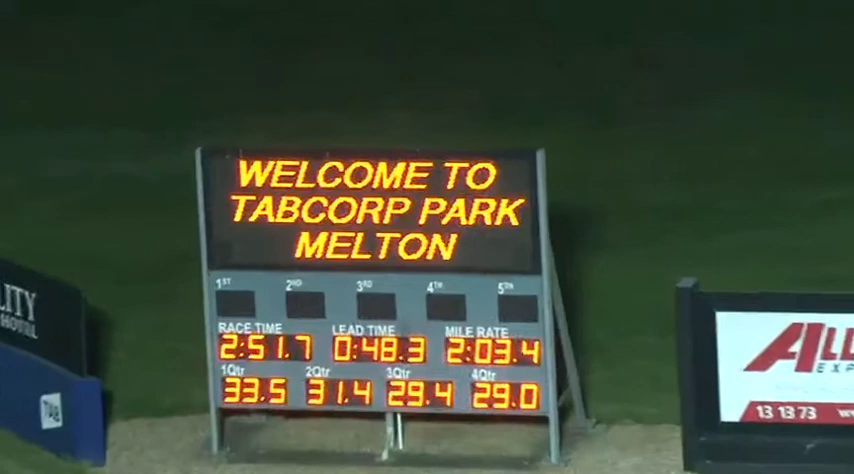 WELCOME TO
TABCORP PARK
MELTON
1ST 2ND 3RD 4TH 5TH
RACE TIME LEAD TIME MILE RATE
2:51.7 0:48.3 2:03.4
1Qtr 2Qtr 3Qtr 4Qtr
33.5 31.4 29.4 29.0
TAB
13 13 73